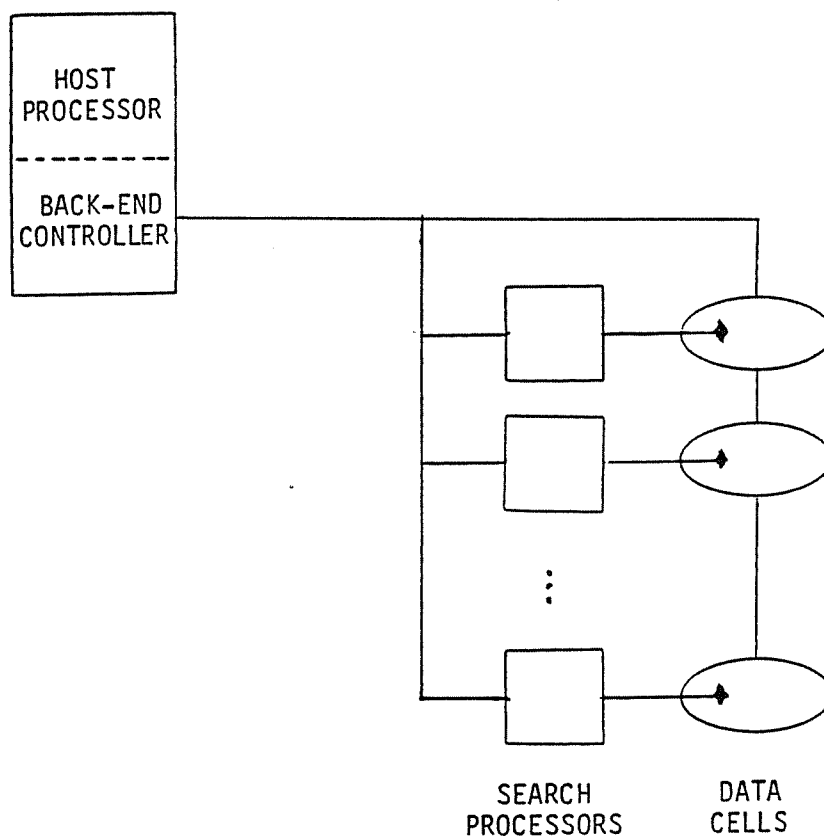 HOST
PROCESSOR
BACK-END
CONTROLLER
SEARCH
PROCESSORS
DATA
CELLS